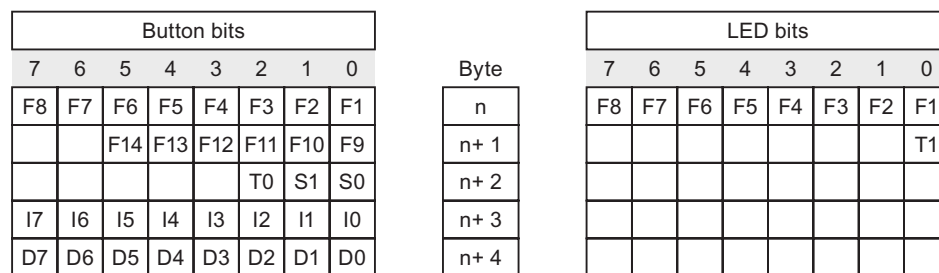 Button bits LED bits
7 6 5 4 3 2 1 0 Byte 7 6 5 4 3 2 1 0
F8 F7 F6 F5 F4 F3 F2 F1 n F8 F7 F6 F5 F4 F3 F2 F1
F14 F13 F12 F11 F10 F9 n+ 1 T1
T0 S1 S0 n+ 2
I7 I6 I5 I4 I3 I2 I1 I0 n+ 3
D7 D6 D5 D4 D3 D2 D1 D0 n+ 4